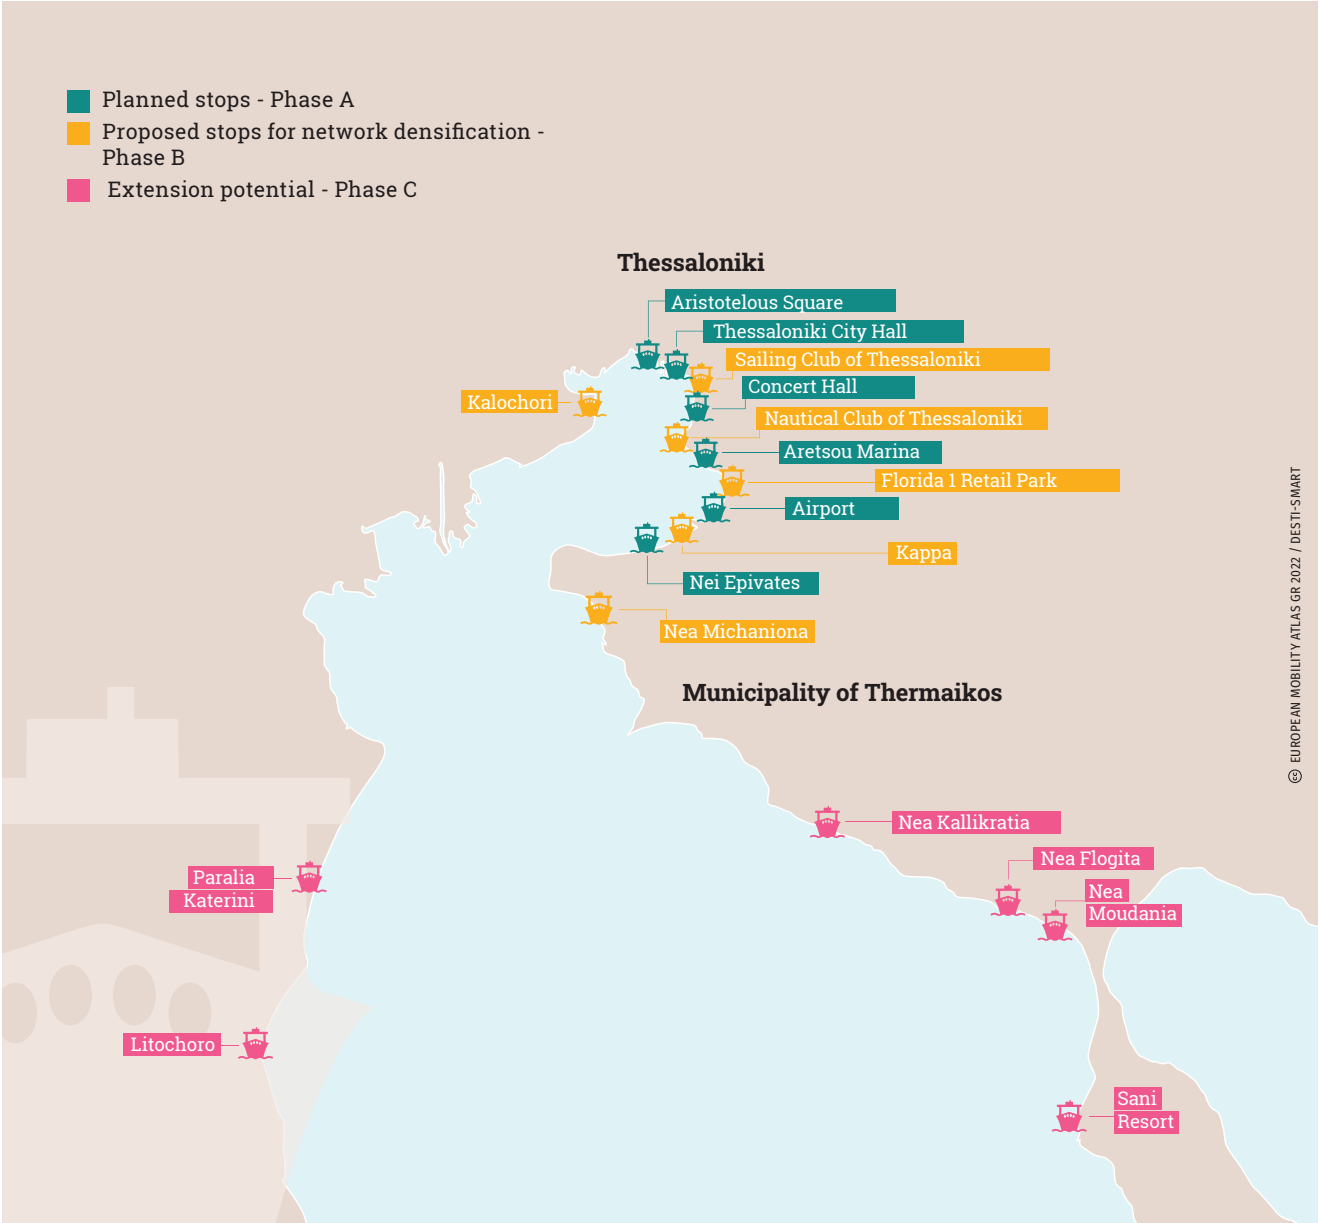 Planned stops - Phase A
Proposed stops for network densification -
Phase B
Extension potential - Phase C
Thessaloniki
Aristotelous Square
Thessaloniki City Hall
Sailing Club of Thessaloniki
Concert Hall
Kalochori
Nautical Club of Thessaloniki
Aretsou Marina
Florida 1 Retail Park
Airport
Kappa
Nei Epivates
Nea Michaniona
Municipality of Thermaikos
Nea Kallikratia
Nea Flogita
Nea
Moudania
Paralia
Katerini
Litochoro
Sani
Resort
cc EUROPEAN MOBILITY ATLAS GR 2022 / DESTI-SMART